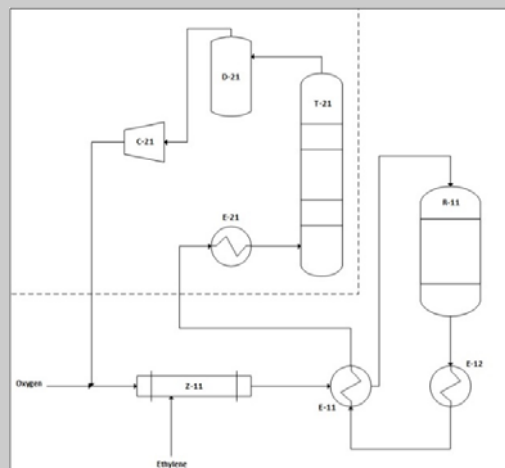 D-21
T-21
C-21
R-11
E-21
E-12
Oxygen
Z-11
E-11
Ethylene